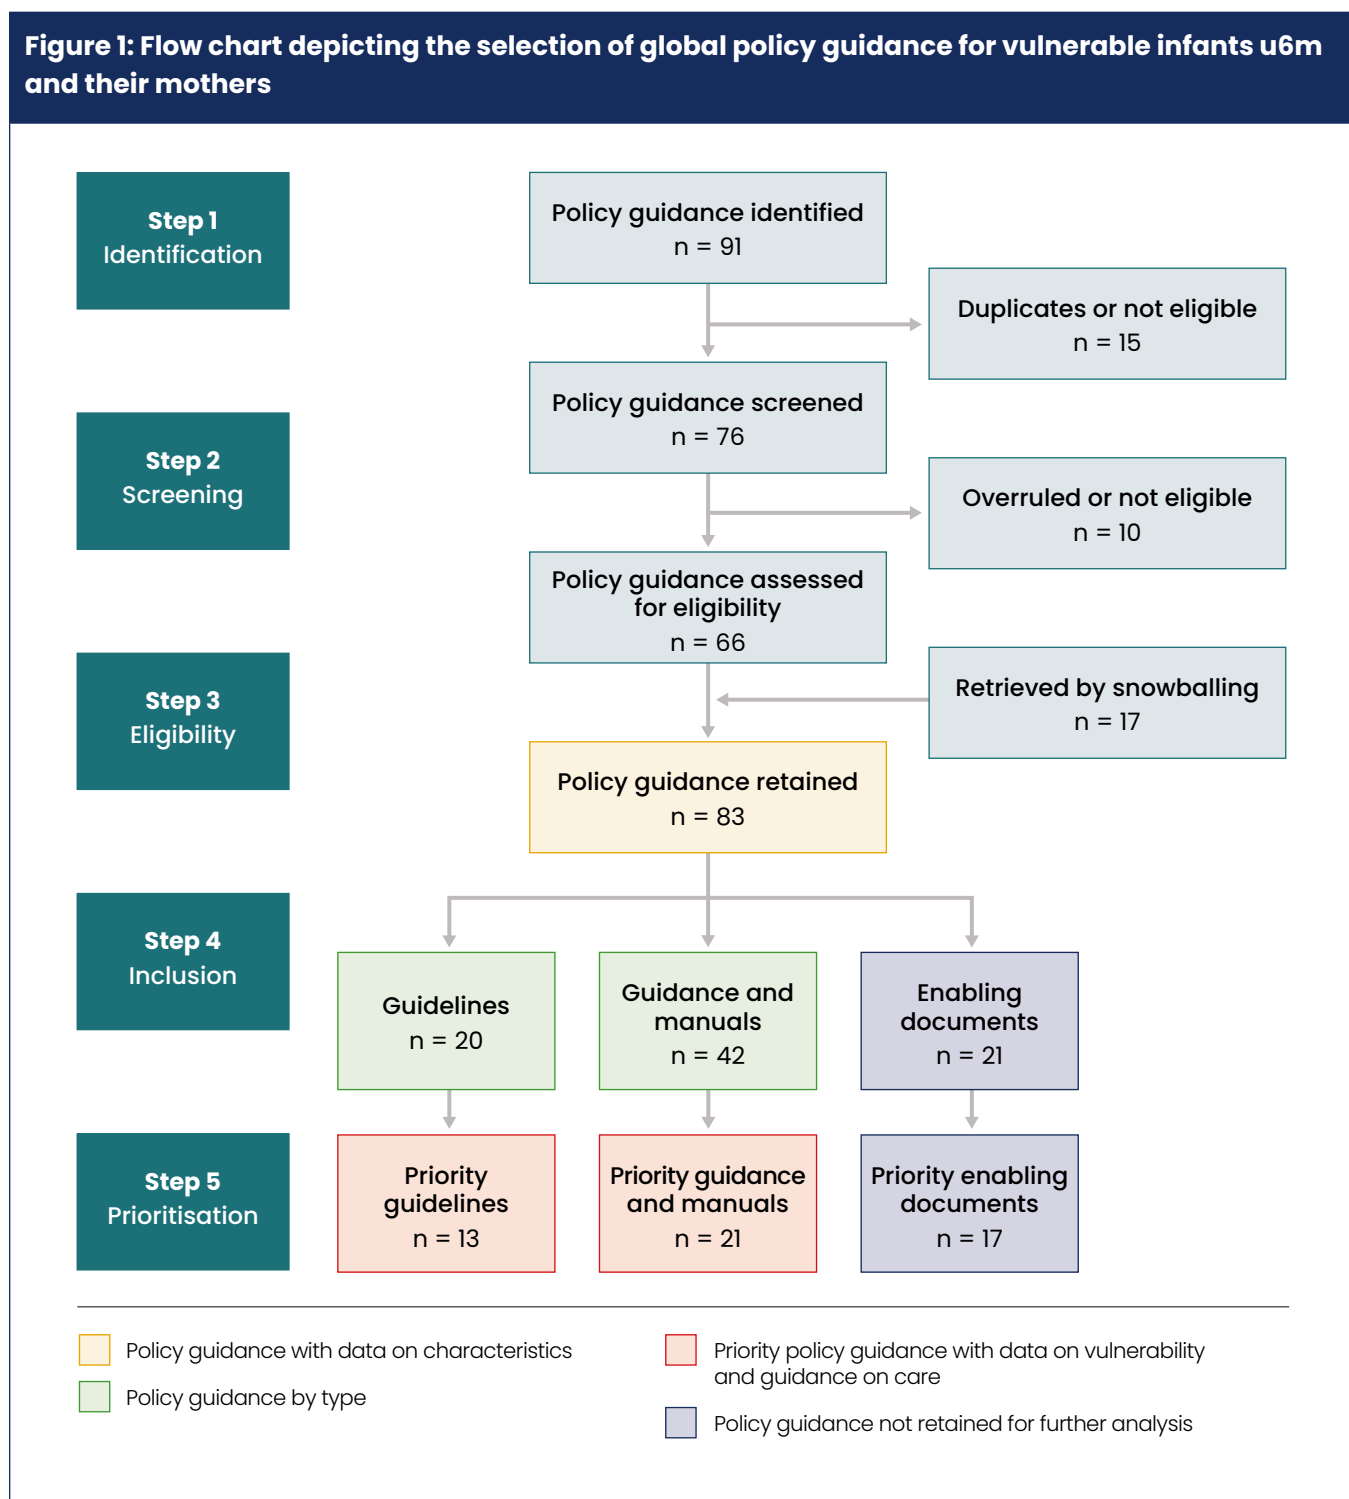 Figure 1: Flow chart depicting the selection of global policy guidance for vulnerable infants u6m
and their mothers
Step 1
Identification
Policy guidance identified
n = 91
Duplicates or not eligible
n = 15
Policy guidance screened
n = 76
Step 2
Screening
Overruled or not eligible
n = 10
Policy guidance assessed
for eligibility
n = 66
Step 3
Eligibility
Retrieved by snowballing
n = 17
Policy guidance retained
n = 83
Step 4
Inclusion
Guidelines
n = 20
Guidance and
manuals
n = 42
Enabling
documents
n = 21
Step 5
Prioritisation
Priority
guidelines
n = 13
Priority guidance
and manuals
n = 21
Priority enabling
documents
n = 17
Policy guidance with data on characteristics
Policy guidance by type
Priority policy guidance with data on vulnerability
and guidance on care
Policy guidance not retained for further analysis